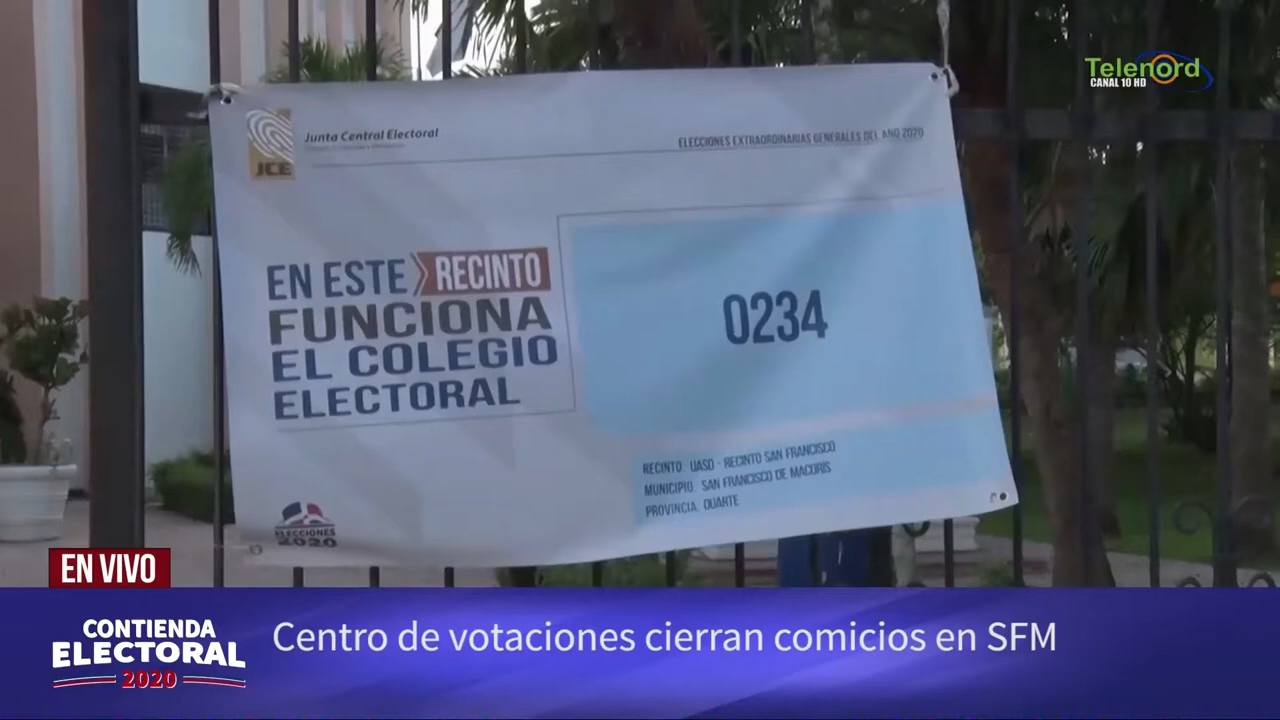 Telenord
CANAL 10 HD
JCE
Junta Central Electoral
ELECCIONES EXTRAORDINARIAS GENERALES DEL AÑO 2020
EN ESTE RECINTO
FUNCIONA
EL COLEGIO
ELECTORAL
0234
RECINTO: UASD - RECINTO SAN FRANCISCO
MUNICIPIO: SAN FRANCISCO DE MACORIS
PROVINCIA: DUARTE
ELECCIONES
2020
EN VIVO
CONTIENDA
ELECTORAL
2020
Centro de votaciones cierran comicios en SFM